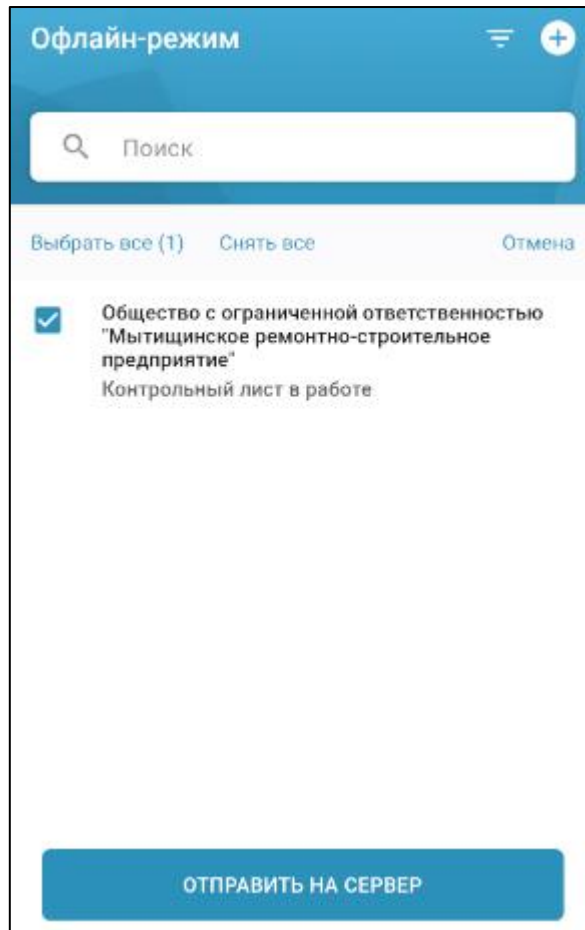 Офлайн-режим
Поиск
Выбрать все (1) Снять все Отмена
Общество с ограниченной ответственностью
"Мытищинское ремонтно-строительное
предприятие"
Контрольный лист в работе
ОТПРАВИТЬ НА СЕРВЕР